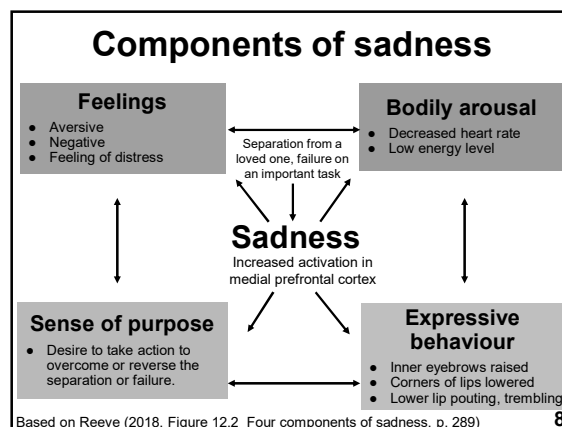 Components of sadness
Feelings
● Aversive
● Negative
● Feeling of distress
Bodily arousal
● Decreased heart rate
● Low energy level
Separation from a
loved one, failure on
an important task
Sadness
Increased activation in
medial prefrontal cortex
Sense of purpose
● Desire to take action to
overcome or reverse the
separation or failure.
Expressive
behaviour
● Inner eyebrows raised
● Corners of lips lowered
● Lower lip pouting, trembling
Based on Reeve (2018, Figure 12.2 Four components of sadness, p. 289)
8